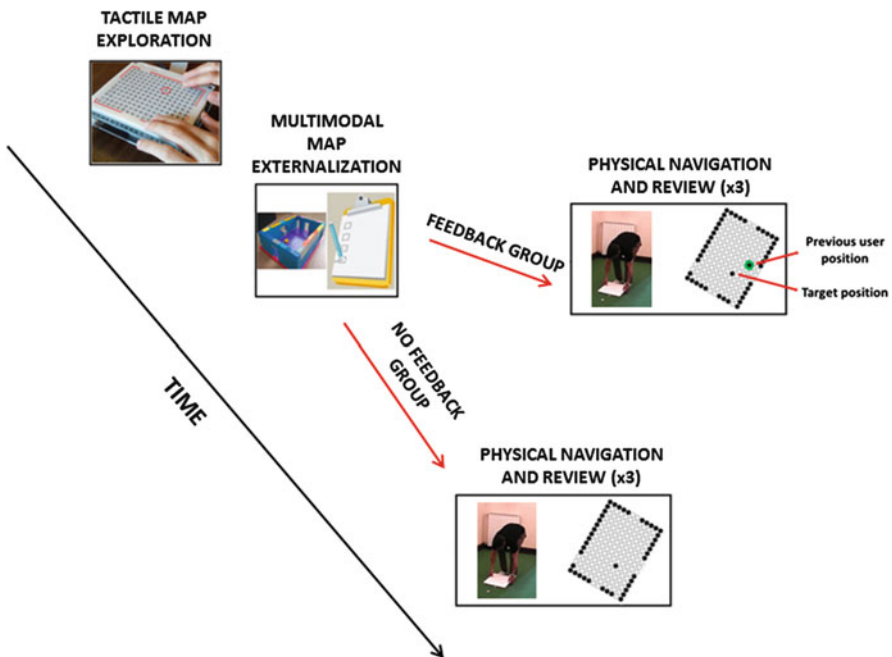 TACTILE MAP
EXPLORATION
MULTIMODAL
MAP
EXTERNALIZATION
PHYSICAL NAVIGATION
AND REVIEW (x3)
FEEDBACK GROUP
Previous user
position
Target position
NO FEEDBACK
GROUP
TIME
PHYSICAL NAVIGATION
AND REVIEW (x3)